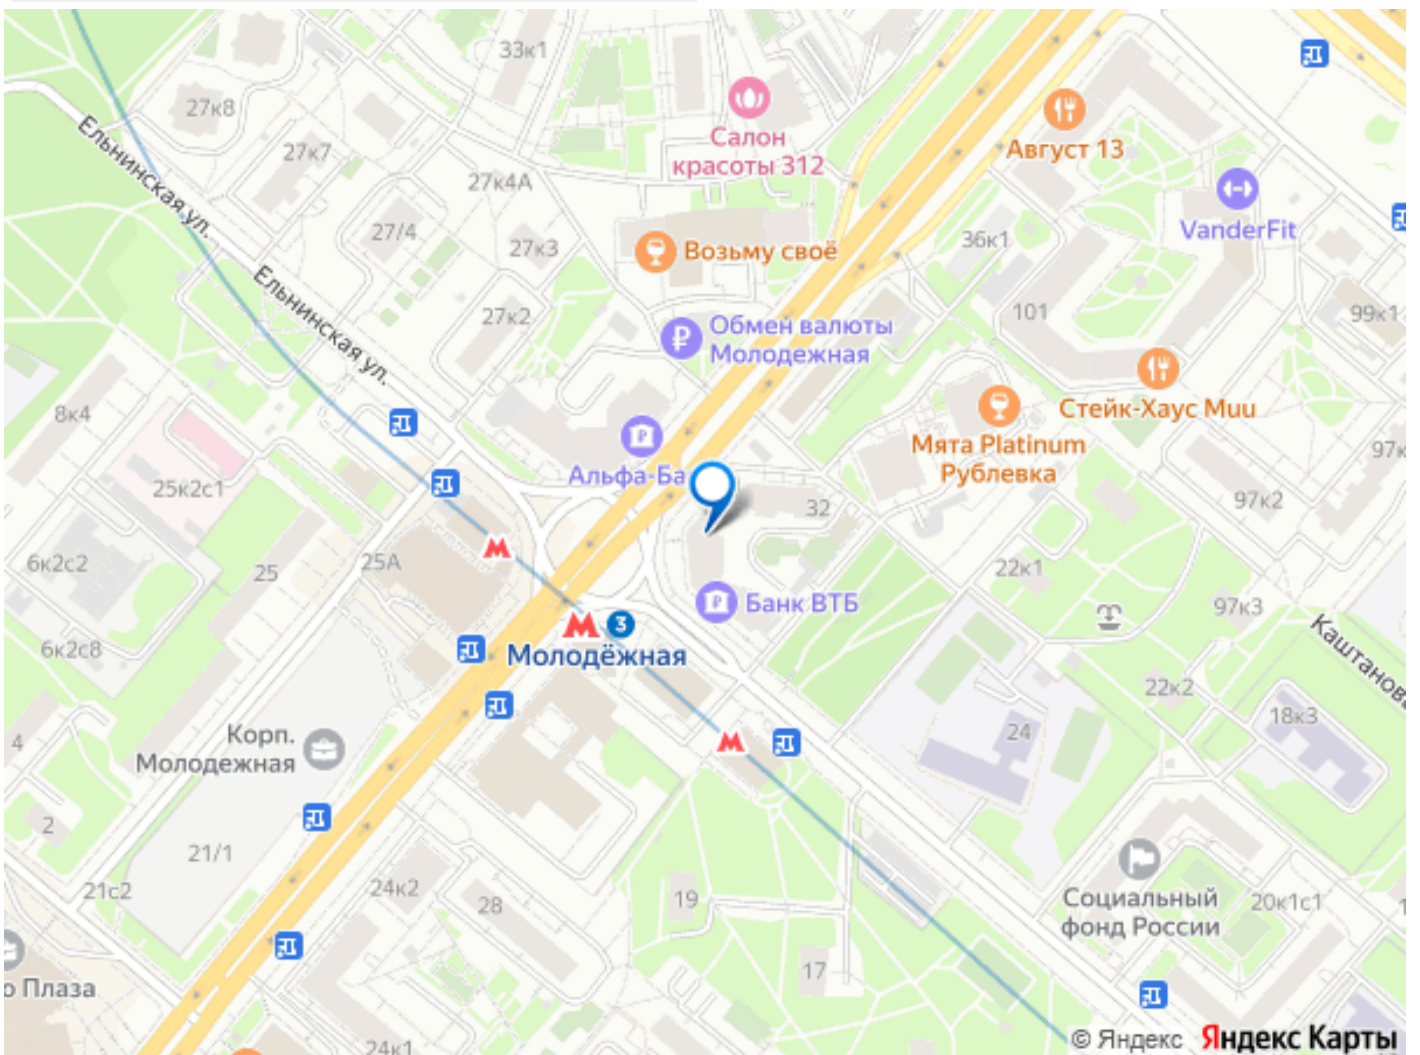 33к1
27к8
Салон
красоты 312
Август 13
Ельнинская ул.
27к7
27к4А
VanderFit
27/4
27к3
Возьму своё
36к1
Ельнинская ул.
27к2
Обмен валюты
Молодежная
101
99к1
8к4
Стейк-Хаус Muu
Мята Platinum
Рублевка
Альфа-Ба
97к
25к2с1
32
97к2
6к2с2
25
25А
22к1
Банк ВТБ
97к3
3
Молодёжная
Каштанова
6к2с8
22к2
18к3
4
Корп.
Молодежная
24
2
21/1
21с2
24к2
28
19
Социальный
фонд России
20к1с1
1
о Плаза
17
24к1
© Яндекс Яндекс Карты